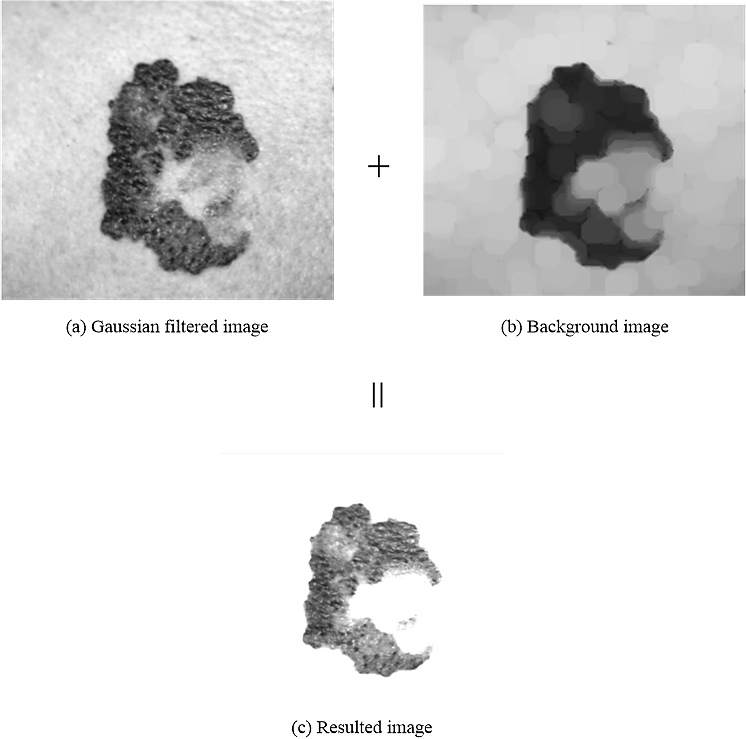 (a) Gaussian filtered image
+
(b) Background image
=
(c) Resulted image